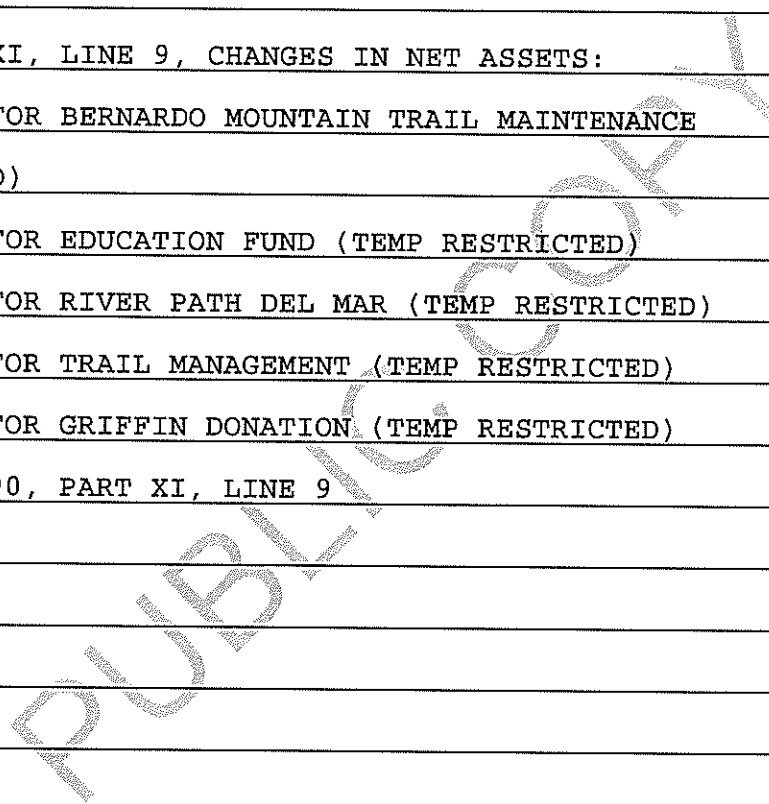 XI, LINE 9, CHANGES IN NET ASSETS:
FOR BERNARDO MOUNTAIN TRAIL MAINTENANCE
D)
FOR EDUCATION FUND (TEMP RESTRICTED)
FOR RIVER PATH DEL MAR (TEMP RESTRICTED)
FOR TRAIL MANAGEMENT (TEMP RESTRICTED)
FOR GRIFFIN DONATION (TEMP RESTRICTED)
90, PART XI, LINE 9
PUBLIC COPY